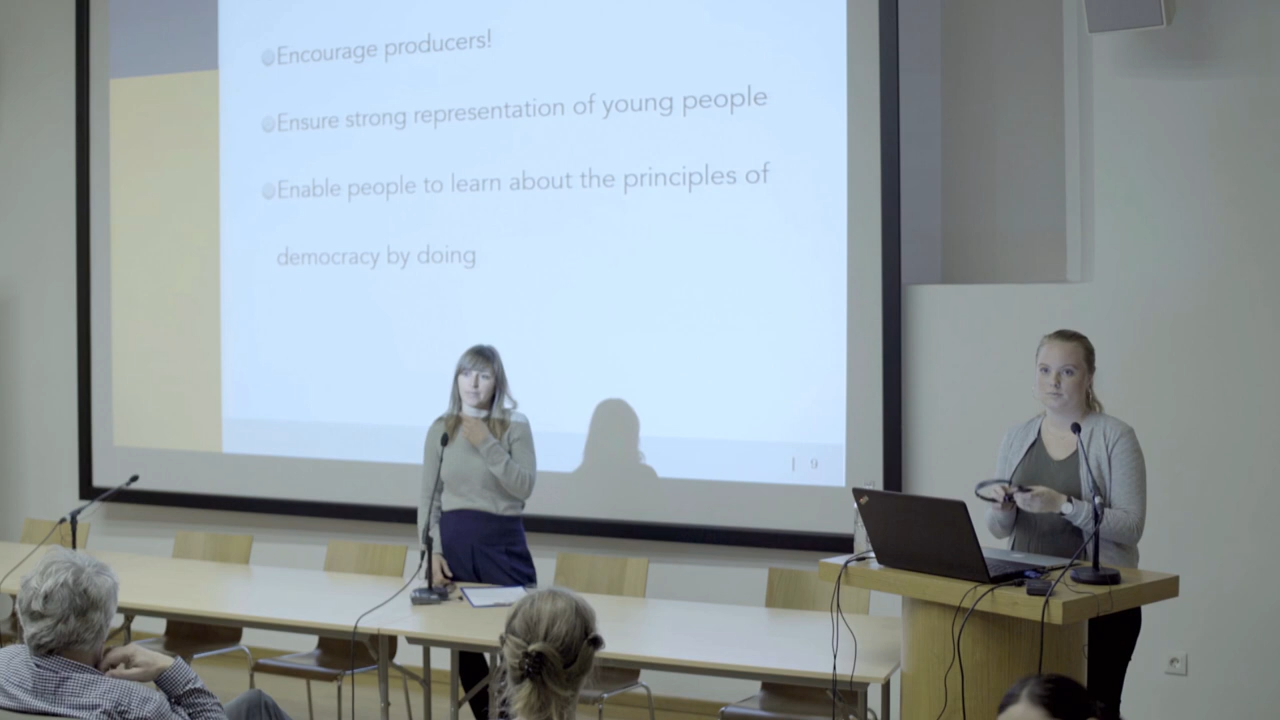 Encourage producers!
Ensure strong representation of young people
Enable people to learn about the principles of
democracy by doing
| 9